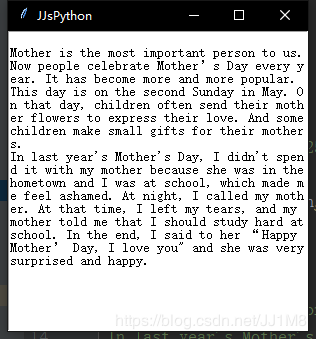 JJsPython
Mother is the most important person to us.
Now people celebrate Mother’s Day every y
ear. It has become more and more popular.
This day is on the second Sunday in May. O
n that day, children often send their moth
er flowers to express their love. And some
children make small gifts for their mother
s.
In last year's Mother's Day, I didn't spen
d it with my mother because she was in the
hometown and I was at school, which made m
e feel ashamed. At night, I called my moth
er. At that time, I left my tears, and my
mother told me that I should study hard at
school. In the end, I said to her “Happy
Mother’ Day, I love you" and she was very
surprised and happy.
https://blog.csdn.net/JJ1M8
In last year's Mother's